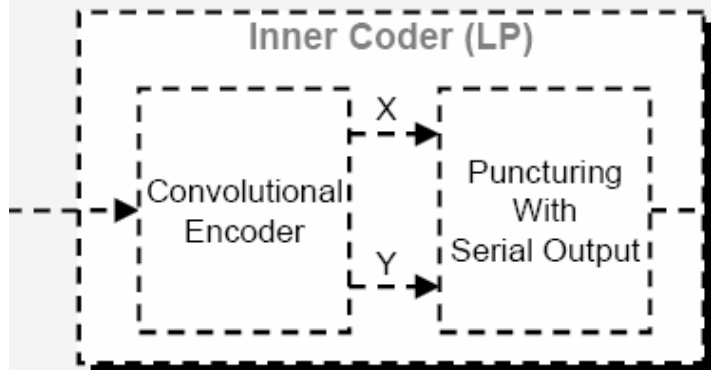 Inner Coder (LP)
X
Convolutional
Encoder
Y
Puncturing
With
Serial Output